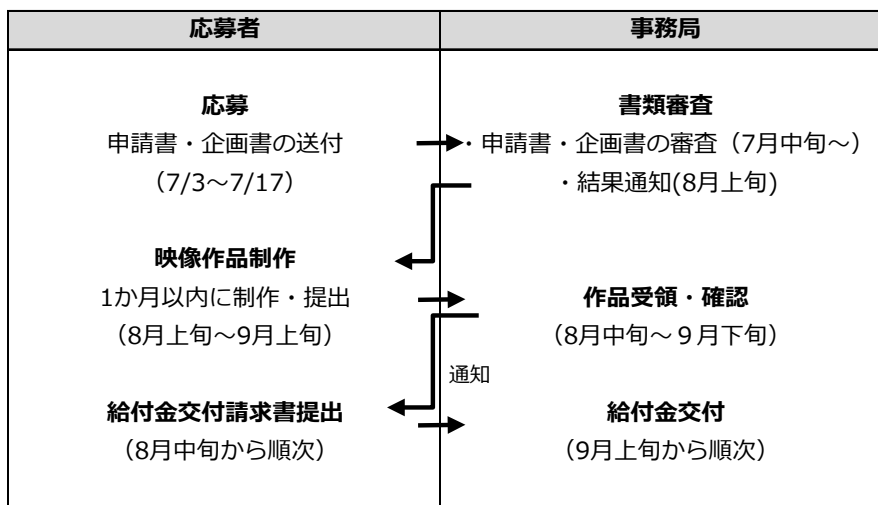 応募者
事務局
応募
書類審査
申請書・企画書の送付
・申請書・企画書の審査（7月中旬～）
（7/3～7/17）
・結果通知(8月上旬)
映像作品制作
1か月以内に制作・提出
作品受領・確認
（8月上旬～9月上旬）
（8月中旬～９月下旬）
通知
給付金交付請求書提出
給付金交付
（8月中旬から順次）
（9月上旬から順次）